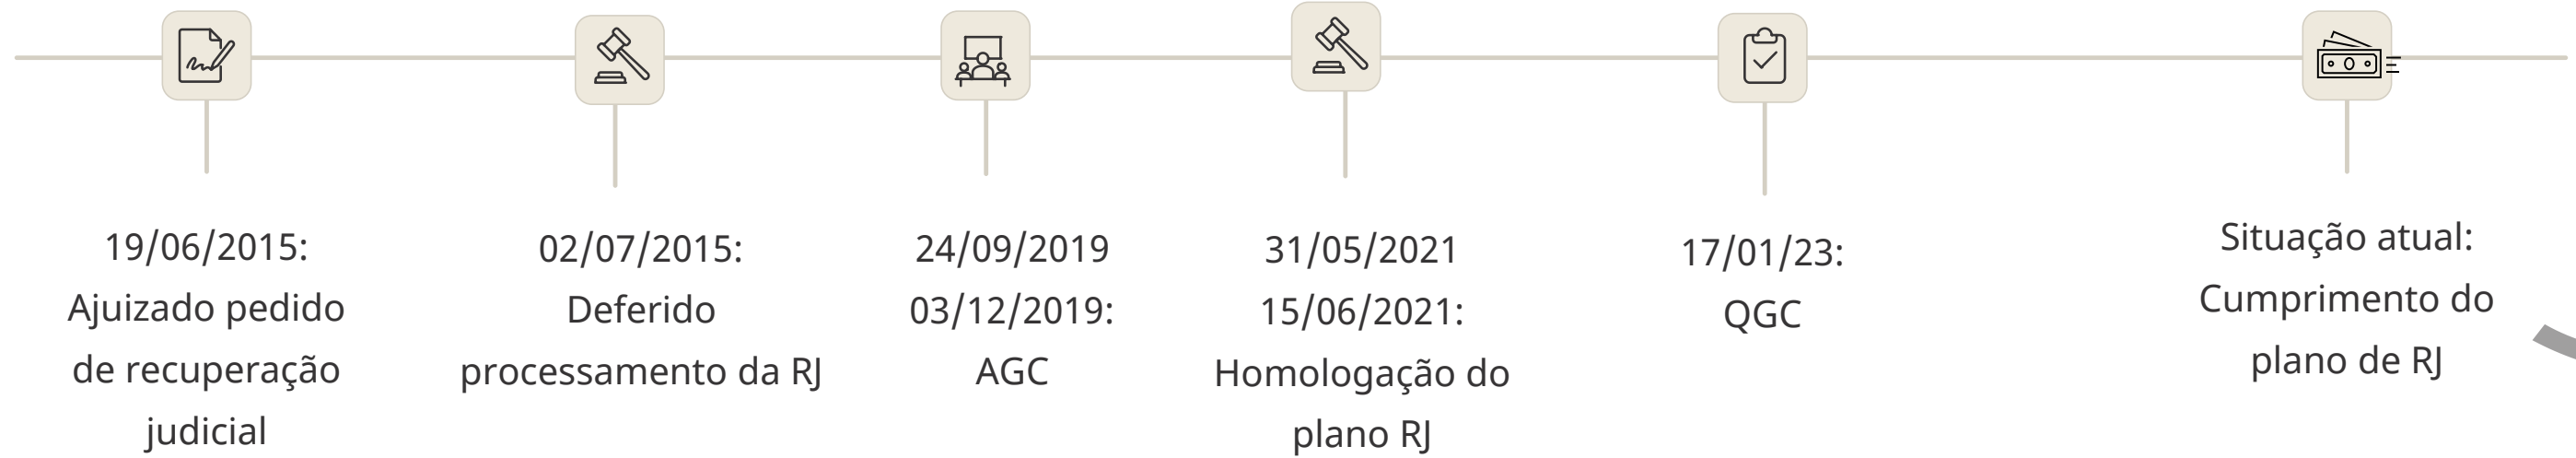 19/06/2015:
Ajuizado pedido
de recuperação
judicial
02/07/2015:
Deferido
processamento da RJ
24/09/2019
03/12/2019:
AGC
31/05/2021
15/06/2021:
Homologação do
plano RJ
17/01/23:
QGC
Situação atual:
Cumprimento do
plano de RJ